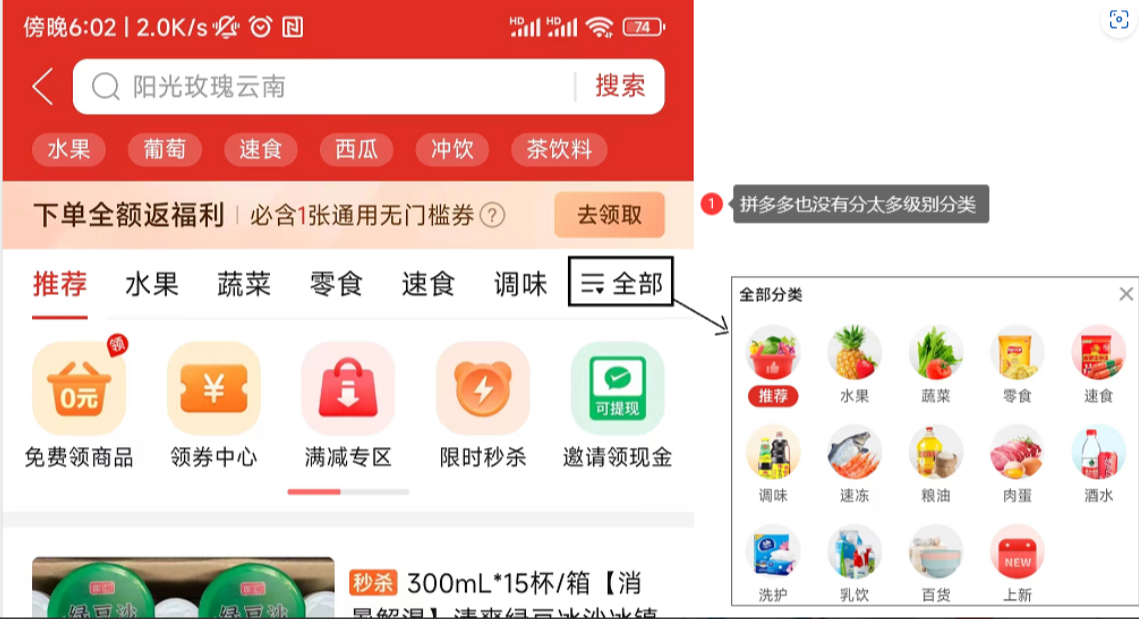 傍晚6:02 | 2.0K/s
HD HD 74
阳光玫瑰云南 搜索
水果 葡萄 速食 西瓜 冲饮 茶饮料
下单全额返福利 必含1张通用无门槛券? 去领取
1 拼多多也没有分太多级别分类
推荐 水果 蔬菜 零食 速食 调味 全部
领
0元
¥
可提现
免费领商品 领券中心 满减专区 限时秒杀 邀请领现金
秒杀 300mL*15杯/箱【消
暑解渴】清爽绿豆冰沙冰镇
绿豆沙 绿豆沙
全部分类
推荐 水果 蔬菜 零食 速食
调味 速冻 粮油 肉蛋 酒水
NEW
洗护 乳饮 百货 上新